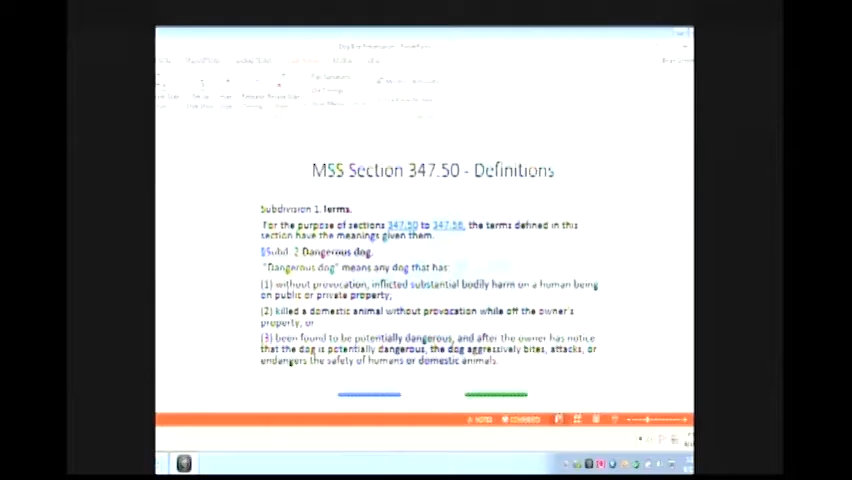 MSS Section 347.50 - Definitions
Subdivision 1. Terms.
For the purpose of sections 347.50 to 347.56, the terms defined in this
section have the meanings given them.
§Subd. 2 Dangerous dog.
"Dangerous dog" means any dog that has:
(1) without provocation, inflicted substantial bodily harm on a human being
on public or private property;
(2) killed a domestic animal without provocation while off the owner's
property; or
(3) been found to be potentially dangerous, and after the owner has notice
that the dog is potentially dangerous, the dog aggressively bites, attacks, or
endangers the safety of humans or domestic animals.
NOTES COMMENTS